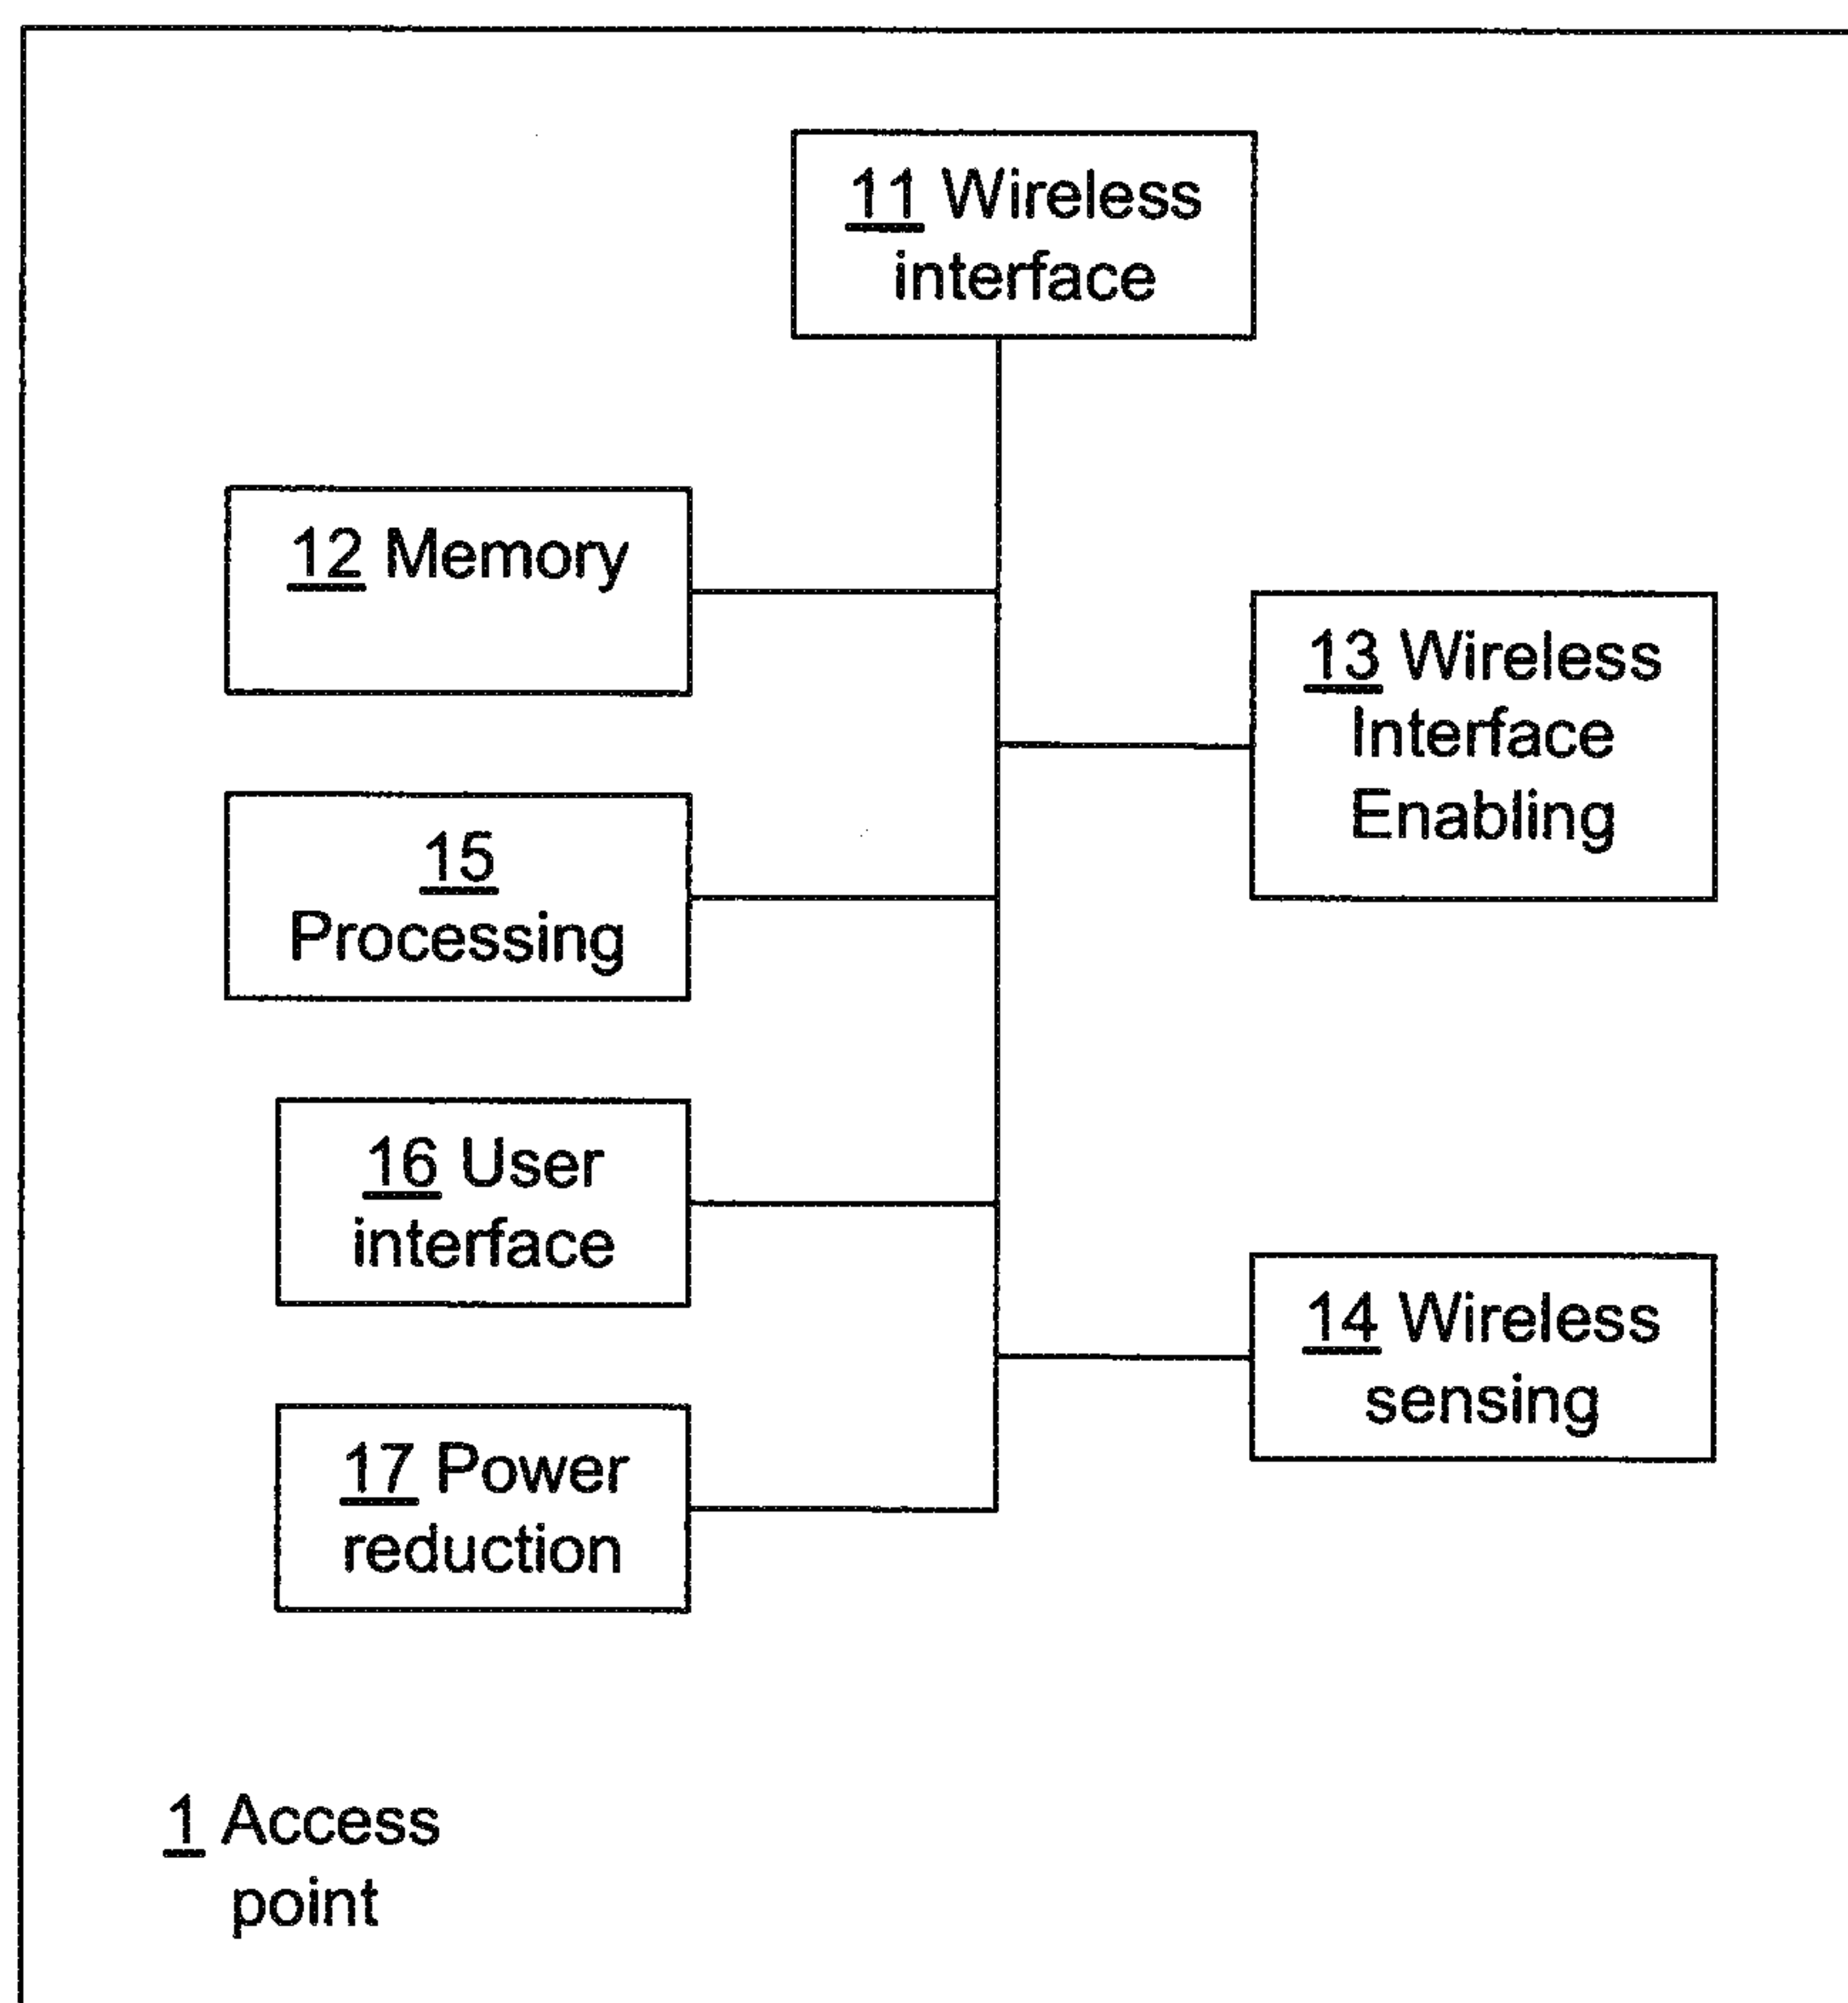 11 Wireless
interface
12 Memory
13 Wireless
Interface
Enabling
15
Processing
16 User
interface
14 Wireless
sensing
17 Power
reduction
1 Access
point